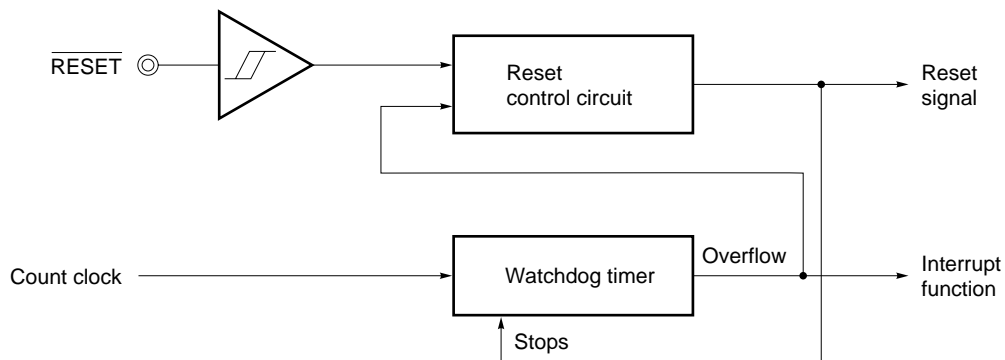 RESET
Reset
control circuit
Reset
signal
Count clock
Watchdog timer
Overflow
Interrupt
function
Stops